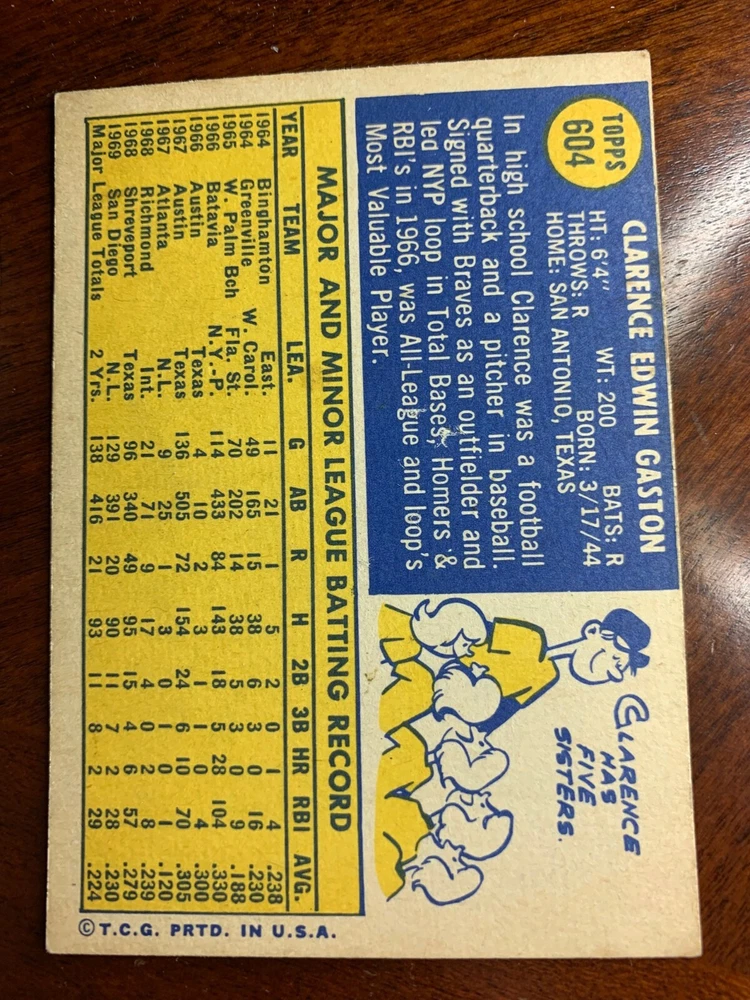 TOPPS
604
CLARENCE EDWIN GASTON
HT: 6'4" WT: 200 BATS: R
THROWS: R BORN: 3/17/44
HOME: SAN ANTONIO, TEXAS
In high school Clarence was a football
quarterback and a pitcher in baseball.
Signed with Braves as an outfielder and
led NYP loop in Total Bases, Homers &
RBI's in 1966, was All-League and loop's
Most Valuable Player.
CLARENCE
HAS
FIVE
SISTERS.
MAJOR AND MINOR LEAGUE BATTING RECORD
YEAR TEAM LEA. G AB R H 2B 3B HR RBI AVG.
1964 Binghamton East. 11 21 1 5 2 0 1 4 .238
1964 Greenville W. Carol. 49 165 15 38 6 3 0 16 .230
1965 W. Palm Bch Fla. St. 70 202 14 38 5 3 0 9 .188
1966 Batavia N.Y.-P. 114 433 84 143 18 5 28 104 .330
1966 Austin Texas 4 10 2 3 1 1 0 4 .300
1967 Austin Texas 136 505 72 154 24 6 10 70 .305
1967 Atlanta N.L. 9 25 1 3 0 1 0 1 .120
1968 Richmond Int. 21 71 9 17 4 0 2 8 .239
1968 Shreveport Texas 96 340 49 95 15 4 6 57 .279
1969 San Diego N.L. 129 391 20 90 11 7 2 28 .230
Major League Totals 2 Yrs. 138 416 21 93 11 8 2 29 .224
© T.C.G. PRTD. IN U.S.A.